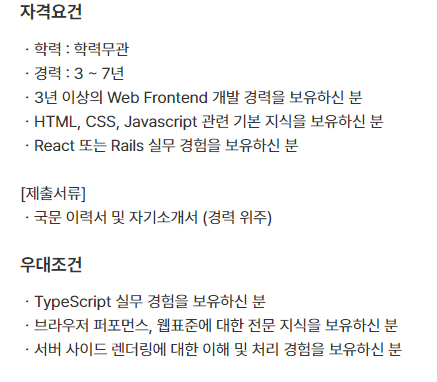 자격요건
· 학력 : 학력무관
· 경력 : 3 ~ 7년
· 3년 이상의 Web Frontend 개발 경력을 보유하신 분
· HTML, CSS, Javascript 관련 기본 지식을 보유하신 분
· React 또는 Rails 실무 경험을 보유하신 분
[제출서류]
· 국문 이력서 및 자기소개서 (경력 위주)
우대조건
· TypeScript 실무 경험을 보유하신 분
· 브라우저 퍼포먼스, 웹표준에 대한 전문 지식을 보유하신 분
· 서버 사이드 렌더링에 대한 이해 및 처리 경험을 보유하신 분